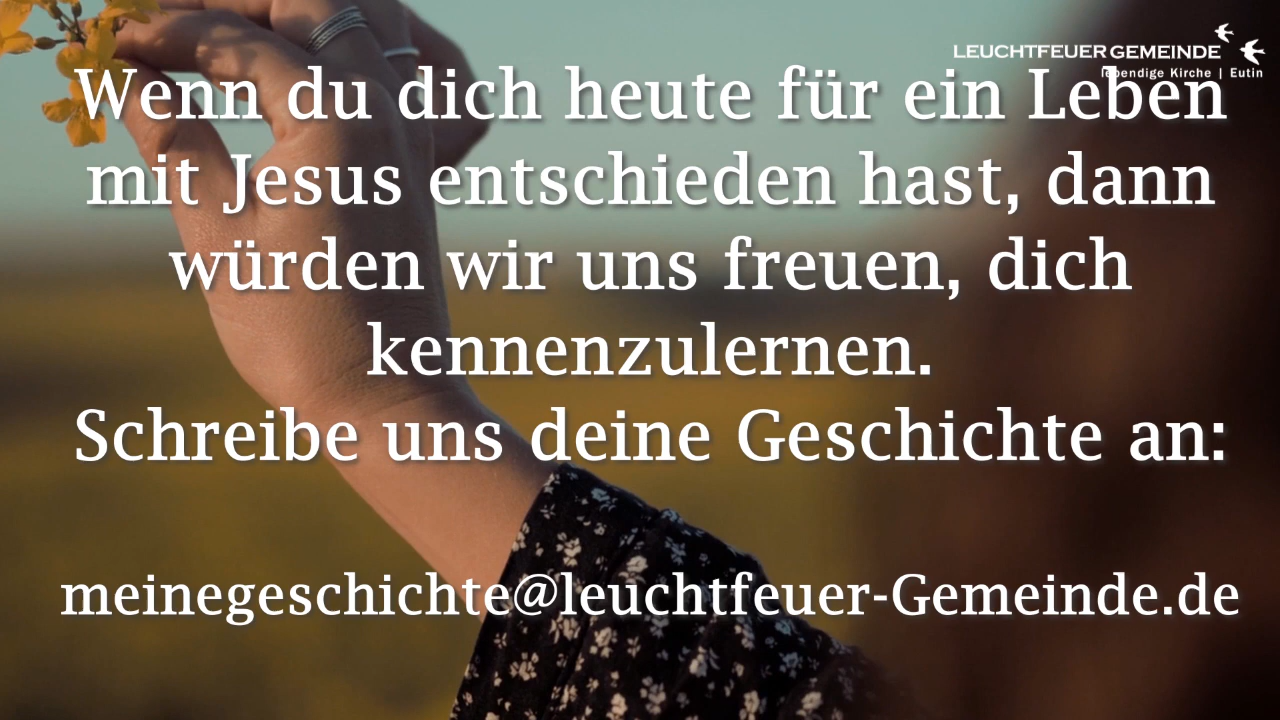 LEUCHTFEUER GEMEINDE
lebendige Kirche | Eutin
Wenn du dich heute für ein Leben
mit Jesus entschieden hast, dann
würden wir uns freuen, dich
kennenzulernen.
Schreibe uns deine Geschichte an:
meinegeschichte@leuchtfeuer-Gemeinde.de